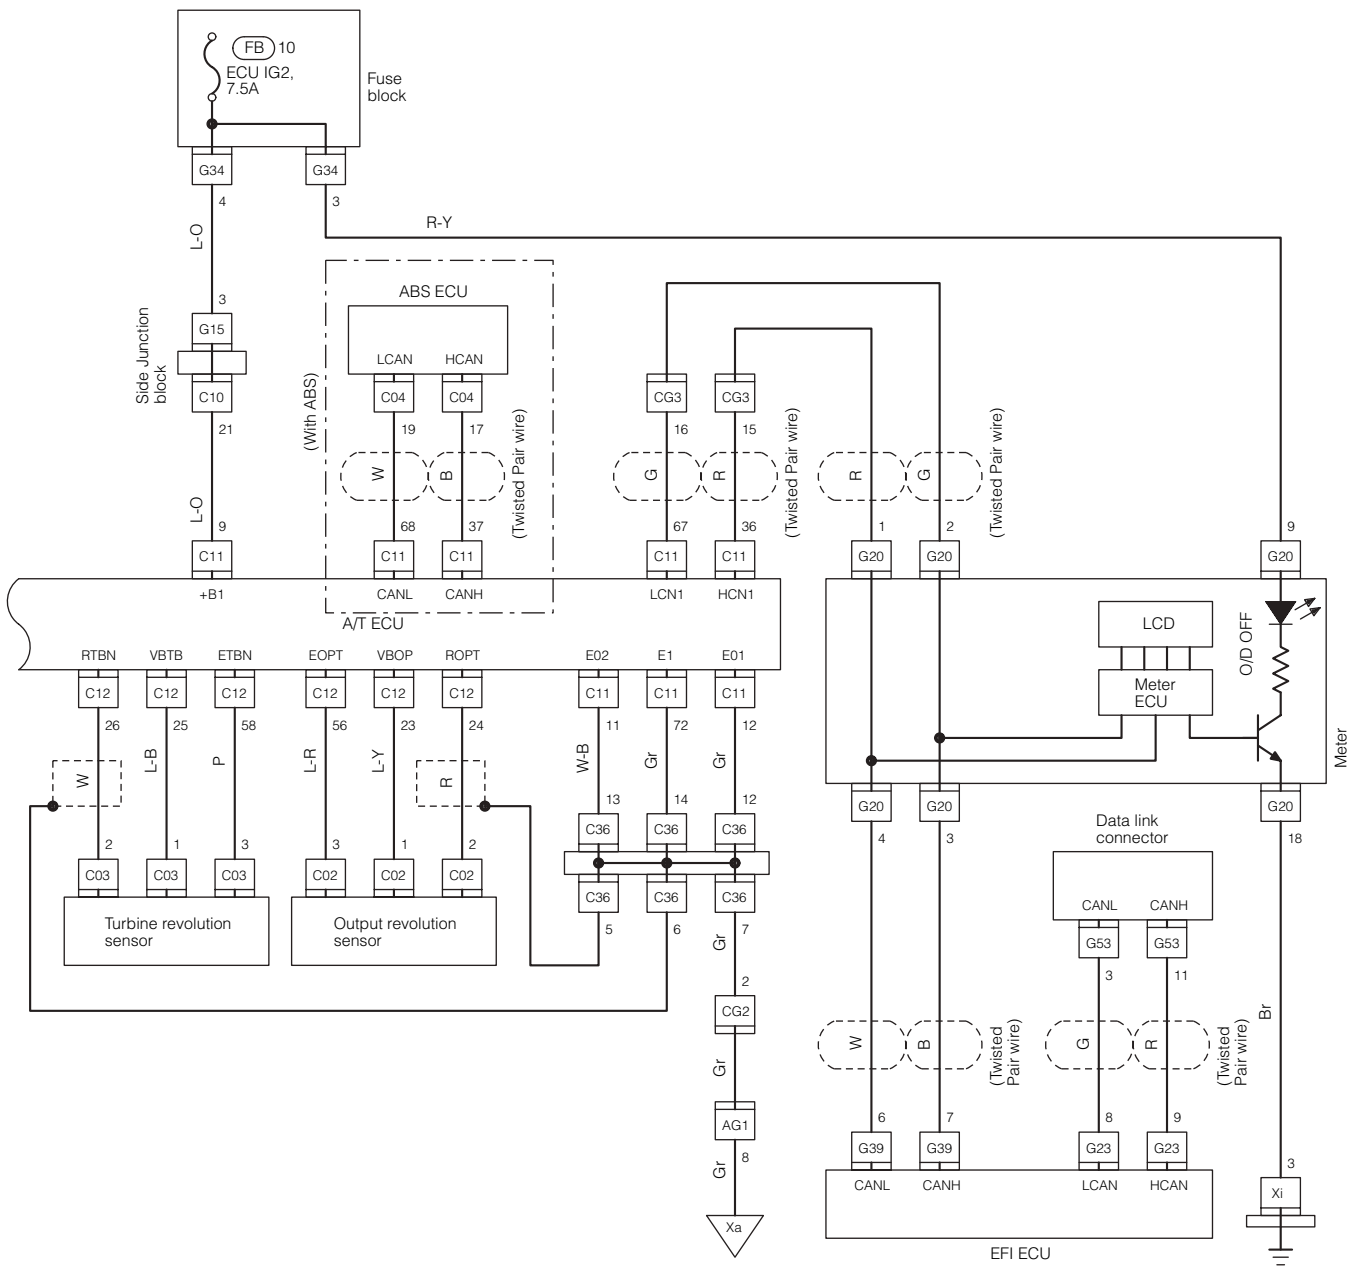 FB 10
ECU IG2,
7.5A
Fuse
block
G34
G34
4
3
R-Y
L-O
3
G15
Side Junction
block
C10
21
L-O
9
C11
(With ABS)
ABS ECU
LCAN HCAN
C04 C04
19 17
W B
(Twisted Pair wire)
68 37
C11 C11
CG3 CG3
16 15
G R
(Twisted Pair wire)
67 36
C11 C11
R G
(Twisted Pair wire)
1 2 9
G20 G20 G20
+B1 CANL CANH LCN1 HCN1
A/T ECU
RTBN VBTB ETBN EOPT VBOP ROPT E02 E1 E01
C12 C12 C12 C12 C12 C12 C11 C11 C11
26 25 58 56 23 24 11 72 12
W L-B P L-R L-Y R W-B Gr Gr
13 14 12
C36 C36 C36
2 1 3 3 1 2
C03 C03 C03 C02 C02 C02
C36 C36 C36
5 6 7
Turbine revolution
sensor
Output revolution
sensor
Gr
2
CG2
Gr
AG1
8
Gr
Xa
LCD
Meter
ECU
O/D OFF
Meter
G20 G20 G20
4 3 18
Data link
connector
CANL CANH
G53 G53
3 11
W B
(Twisted
Pair wire)
G R
(Twisted
Pair wire)
Br
6 7 8 9
G39 G39 G23 G23
CANL CANH LCAN HCAN
EFI ECU
3
Xi